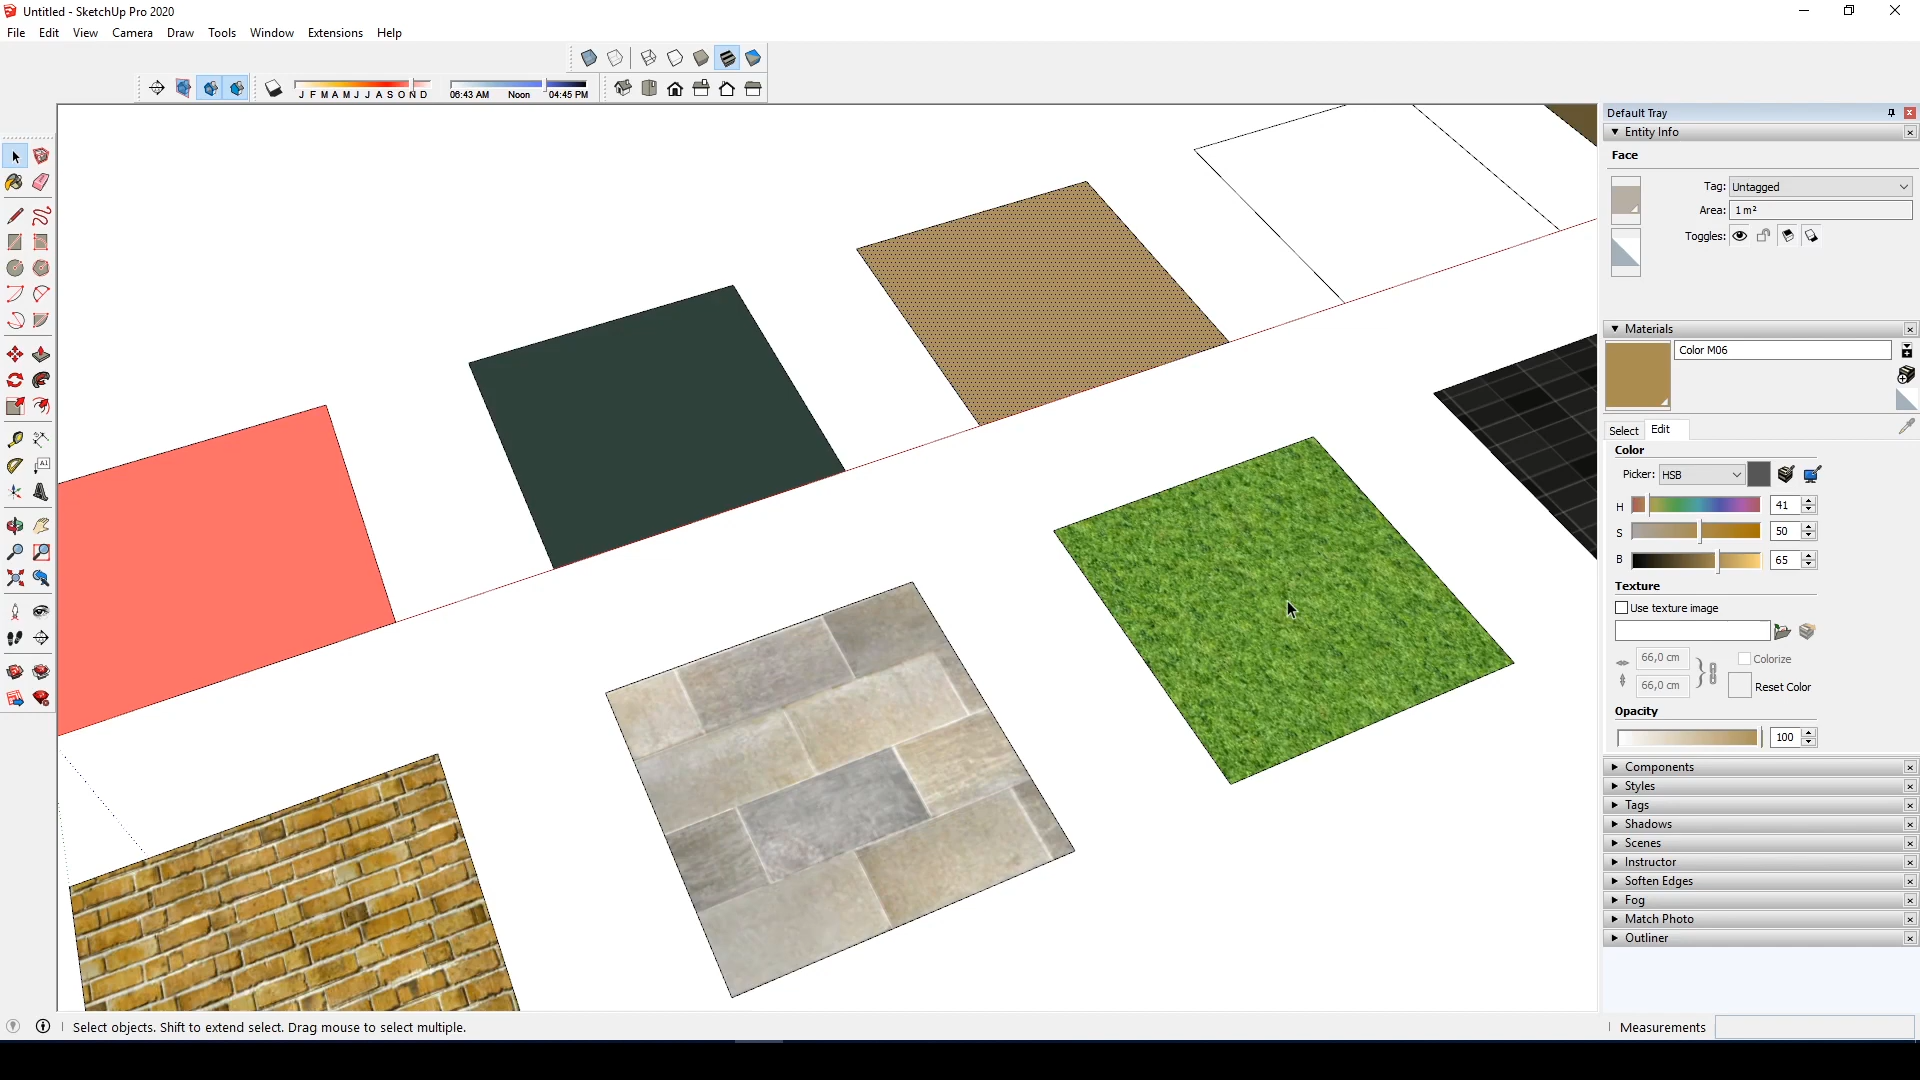 Untitled - SketchUp Pro 2020
File Edit View Camera Draw Tools Window Extensions Help
J F M A M J J A S O N D
06:43 AM Noon 04:45 PM
Default Tray
Entity Info
Face
Tag: Untagged
Area: 1 m²
Toggles:
Materials
Color M06
Select Edit
Color
Picker: HSB
H 41
S 50
B 65
Texture
Use texture image
66,0 cm
Colorize
66,0 cm
Reset Color
Opacity
100
Components
Styles
Tags
Shadows
Scenes
Instructor
Soften Edges
Fog
Match Photo
Outliner
Select objects. Shift to extend select. Drag mouse to select multiple.
Measurements